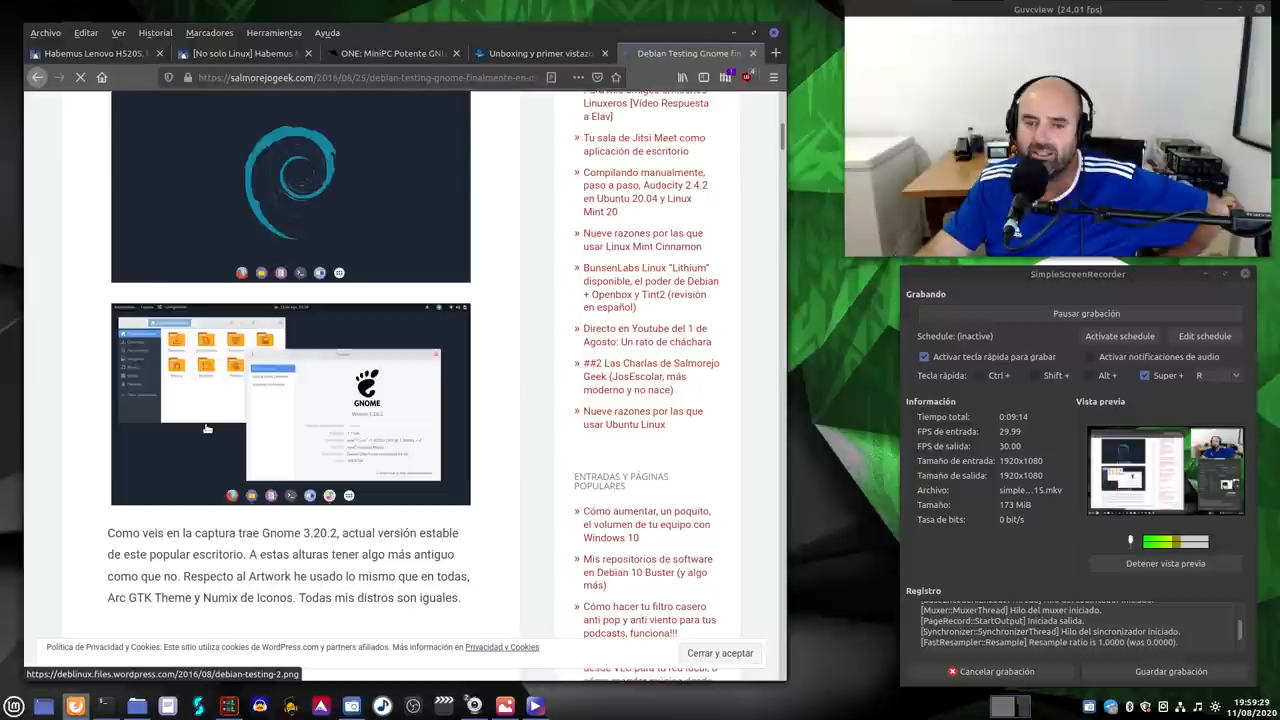 Archivo Editar Ver Historial Marcadores Herramientas Ayuda
Habemus Lenovo H520S,
[No solo Linux] Habemus
ONE: MiniPC Potente GNU
Unboxing y primer vistazo
Debian Testing Gnome fin
https://salmorejogeek.com/2016/08/25/debian-testing-gnome-finalmente-en-mi
Linuxeros [Vídeo Respuesta
a Elav]
» Tu sala de Jitsi Meet como
aplicación de escritorio
» Compilando manualmente,
paso a paso, Audacity 2.4.2
en Ubuntu 20.04 y Linux
Mint 20
» Nueve razones por las que
usar Linux Mint Cinnamon
» BunsenLabs Linux "Lithium"
disponible, el poder de Debian
+ Openbox y Tint2 (revisión
en español)
» Directo en Youtube del 1 de
Agosto: Un rato de cháchara
» ##2 Las Charlas de Salmorejo
Geek (JosEscolar, más
moderno y no nace)
» Nueve razones por las que
usar Ubuntu Linux
ENTRADAS Y PÁGINAS
POPULARES
» Cómo aumentar, un poquito,
el volumen de tu equipo con
Windows 10
» Mis repositorios de software
en Debian 10 Buster (y algo
más)
» Cómo hacer tu filtro casero
anti pop y anti viento para tus
podcasts, funciona!!!
desde VLC para tu red local, o
GNOME
Como veis en la captura trae Gnome 3.20.2, actual versión estable
de este popular escritorio. A estas alturas tener algo más antiguo
como que no. Respecto al Artwork he usado lo mismo que en todas,
Arc GTK Theme y Numix de Iconos. Todas mis distros son iguales.
Política de Privacidad y Cookies: Este sitio utiliza cookies de WordPress.com y partners afiliados. Más información en Privacidad y Cookies
Cerrar y aceptar
https://deblinux.files.wordpress.com/2016/08/debian-testing-2.png
Guvcview (24,01 fps)
SimpleScreenRecorder
Grabando
Pausar grabación
Schedule: (inactive) Activate schedule Edit schedule
Activar tecla rápida para grabar Activar notificaciones de audio
Tecla rápida: Ctrl + Shift + Alt + Super + R
Información Vista previa
Tiempo total: 0:09:14
FPS de entrada: 29.99
FPS de salida: 30.00
Tamaño de entrada: 1920x1080
Tamaño de salida: 1920x1080
Archivo: simple...15.mkv
Tamaño: 173 MiB
Tasa de bits: 0 bit/s
Detener vista previa
Registro
[Muxer::MuxerThread] Hilo del muxer iniciado.
[PageRecord::StartOutput] Iniciada salida.
[Synchronizer::SynchronizerThread] Hilo del sincronizador iniciado.
[FastResampler::Resample] Resample ratio is 1.0000 (was 0.0000).
Cancelar grabación Guardar grabación
19:59:29
11/08/2020